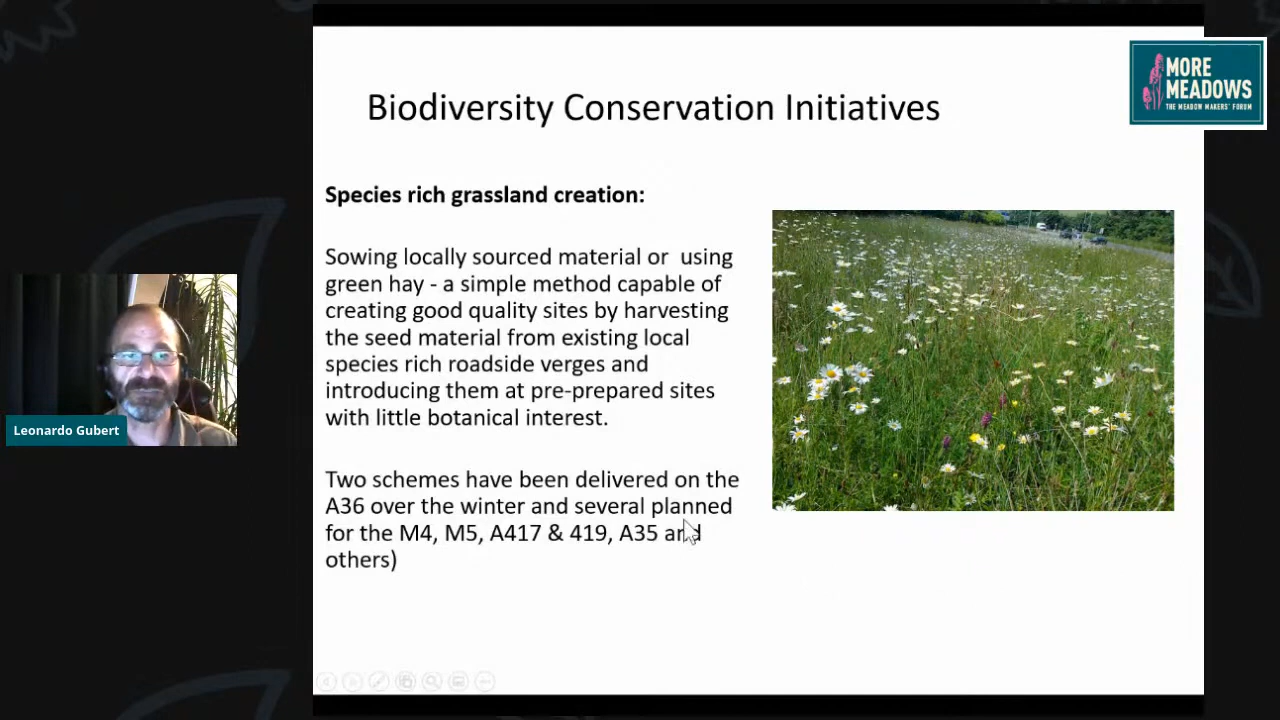 Biodiversity Conservation Initiatives
MORE
MEADOWS
THE MEADOW MAKERS' FORUM
Species rich grassland creation:
Sowing locally sourced material or  using
green hay - a simple method capable of
creating good quality sites by harvesting
the seed material from existing local
species rich roadside verges and
introducing them at pre-prepared sites
with little botanical interest.
Two schemes have been delivered on the
A36 over the winter and several planned
for the M4, M5, A417 & 419, A35 and
others)
Leonardo Gubert